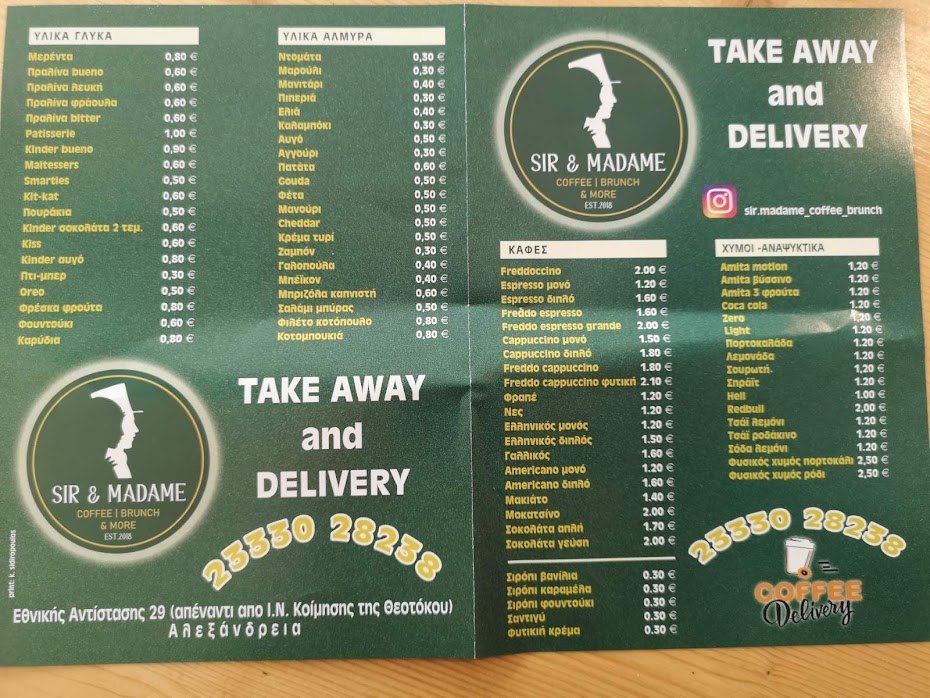 ΥΛΙΚΑ ΓΛΥΚΑ
Μερέντα 0,80 €
Πραλίνα bueno 0,60 €
Πραλίνα λευκή 0,60 €
Πραλίνα φράουλα 0,60 €
Πραλίνα bitter 0,60 €
Patisserie 1,00 €
Kinder bueno 0,90 €
Maltessers 0,60 €
Smarties 0,50 €
Kit-kat 0,60 €
Πουράκια 0,50 €
Kinder σοκολάτα 2 τεμ. 0,60 €
Kiss 0,60 €
Kinder αυγό 0,80 €
Πτι-μπερ 0,30 €
Oreo 0,50 €
Φρέσκα φρούτα 0,80 €
Φουντούκι 0,60 €
Καρύδια 0,80 €
ΥΛΙΚΑ ΑΛΜΥΡΑ
Ντομάτα 0,30 €
Μαρούλι 0,30 €
Μανιτάρι 0,40 €
Πιπεριά 0,30 €
Ελιά 0,40 €
Καλαμπόκι 0,30 €
Αυγό 0,50 €
Αγγούρι 0,30 €
Πατάτα 0,60 €
Gouda 0,50 €
Φέτα 0,50 €
Μανούρι 0,50 €
Cheddar 0,50 €
Κρέμα τυρί 0,50 €
Ζαμπόν 0,30 €
Γαλοπούλα 0,40 €
Μπέϊκον 0,40 €
Μπριζόλα καπνιστή 0,60 €
Σαλάμι μπύρας 0,50 €
Φιλέτο κοτόπουλο 0,80 €
Κοτομπουκιά 0,80 €
SIR & MADAME
COFFEE | BRUNCH
& MORE
EST.2018
TAKE AWAY
and
DELIVERY
23330 28238
Εθνικής Αντίστασης 29 (απέναντι απο Ι.Ν. Κοίμησης της Θεοτόκου)
Αλεξάνδρεια
print: k. sidiropoulos
SIR & MADAME
COFFEE | BRUNCH
& MORE
EST.2018
TAKE AWAY
and
DELIVERY
sir.madame_coffee_brunch
ΚΑΦΕΣ
Freddoccino 2.00 €
Espresso μονό 1.20 €
Espresso διπλό 1.60 €
Freddo espresso 1.60 €
Freddo espresso grande 2.00 €
Cappuccino μονό 1.50 €
Cappuccino διπλό 1.80 €
Freddo cappuccino 1.80 €
Freddo cappuccino φυτική 2.10 €
Φραπέ 1.20 €
Νες 1.20 €
Ελληνικός μονός 1.20 €
Ελληνικός διπλός 1.50 €
Γαλλικός 1.60 €
Americano μονό 1.20 €
Americano διπλό 1.60 €
Μακιάτο 1.40 €
Μοκατσίνο 2.00 €
Σοκολάτα απλή 1.70 €
Σοκολάτα γεύση 2.00 €
Σιρόπι βανίλια 0.30 €
Σιρόπι καραμέλα 0.30 €
Σιρόπι φουντούκι 0.30 €
Σαντιγύ 0.30 €
Φυτική κρέμα 0.30 €
ΧΥΜΟΙ -ΑΝΑΨΥΚΤΙΚΑ
Amita motion 1,20 €
Amita βύσσινο 1.20 €
Amita 3 φρούτα 1.20 €
Coca cola 1.20 €
Zero 1,20 €
Light 1.20 €
Πορτοκαλάδα 1.20 €
Λεμονάδα 1.20 €
Σουρωτή 1.20 €
Σπράϊτ 1.20 €
Hell 1.00 €
Redbull 2,00 €
Τσάϊ λεμόνι 1.20 €
Τσάϊ ροδάκινο 1.20 €
Σόδα λεμόνι 1.20 €
Φυσικός χυμός πορτοκάλι 2,50 €
Φυσικός χυμός ρόδι 2,50 €
23330 28238
COFFEE
Delivery